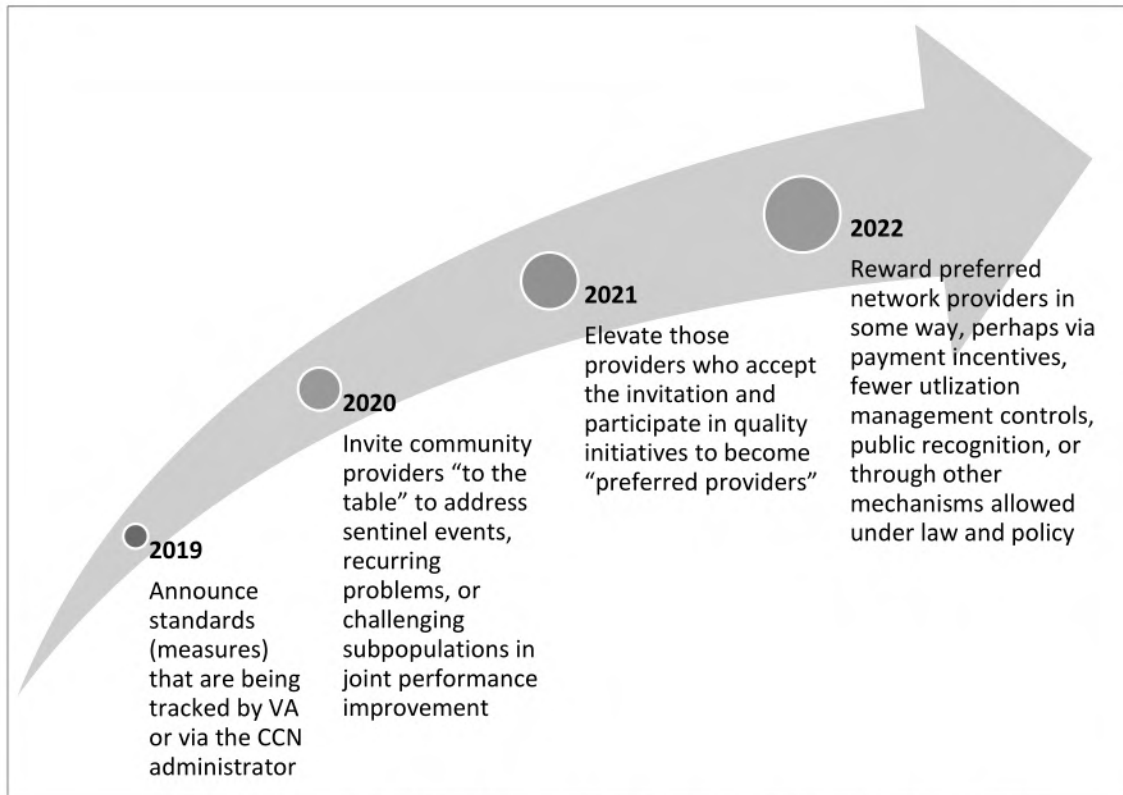 2019
Announce
standards
(measures)
that are being
tracked by VA
or via the CCN
administrator
2020
Invite community
providers “to the
table” to address
sentinel events,
recurring
problems, or
challenging
subpopulations in
joint performance
improvement
2021
Elevate those
providers who accept
the invitation and
participate in quality
initiatives to become
“preferred providers”
2022
Reward preferred
network providers in
some way, perhaps via
payment incentives,
fewer utlization
management controls,
public recognition, or
through other
mechanisms allowed
under law and policy